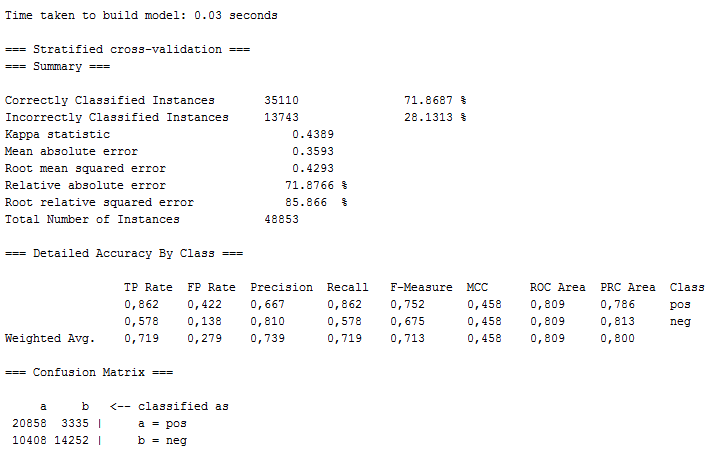 Time taken to build model: 0.03 seconds
=== Stratified cross-validation ===
=== Summary ===
Correctly Classified Instances 35110 71.8687 %
Incorrectly Classified Instances 13743 28.1313 %
Kappa statistic 0.4389
Mean absolute error 0.3593
Root mean squared error 0.4293
Relative absolute error 71.8766 %
Root relative squared error 85.866 %
Total Number of Instances 48853
=== Detailed Accuracy By Class ===
TP Rate FP Rate Precision Recall F-Measure MCC ROC Area PRC Area Class
0,862 0,422 0,667 0,862 0,752 0,458 0,809 0,786 pos
0,578 0,138 0,810 0,578 0,675 0,458 0,809 0,813 neg
Weighted Avg. 0,719 0,279 0,739 0,719 0,713 0,458 0,809 0,800
=== Confusion Matrix ===
a b <-- classified as
20858 3335 | a = pos
10408 14252 | b = neg